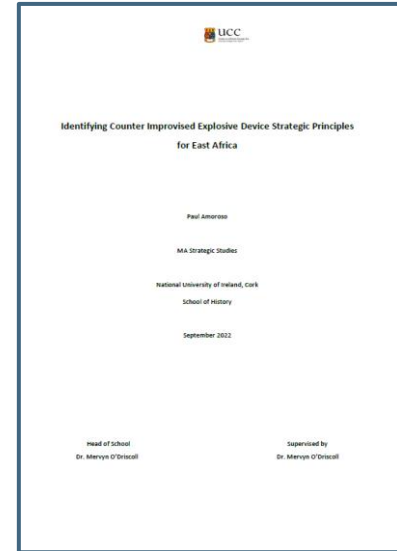 UCC
Identifying Counter Improvised Explosive Device Strategic Principles
for East Africa
Paul Amoroso
MA Strategic Studies
National University of Ireland, Cork
School of History
September 2022
Head of School
Dr. Mervyn O'Driscoll
Supervised by
Dr. Mervyn O'Driscoll